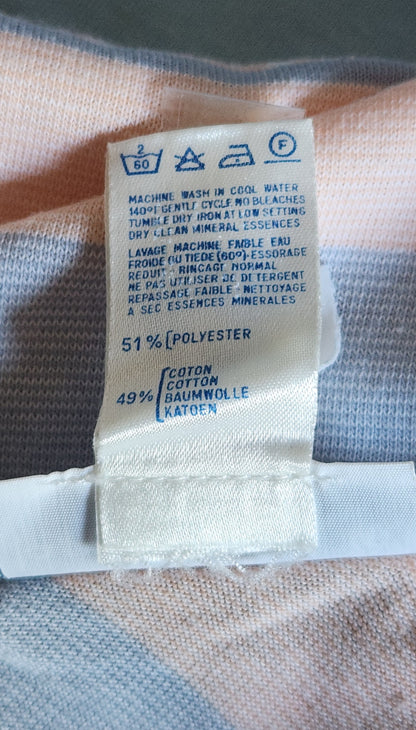 2
60
F
MACHINE WASH IN COOL WATER
140°F GENTLE CYCLE NO BLEACHES
TUMBLE DRY IRON AT LOW SETTING
DRY CLEAN MINERAL ESSENCES
LAVAGE MACHINE FAIBLE EAU
FROIDE OU TIEDE (60°)-ESSORAGE
REDUIT - RINCAGE NORMAL
NE PAS UTILISER DE DETERGENT
REPASSAGE FAIBLE - NETTOYAGE
A SEC ESSENCES MINERALES
51% [POLYESTER
49% [COTON
COTTON
BAUMWOLLE
KATOEN